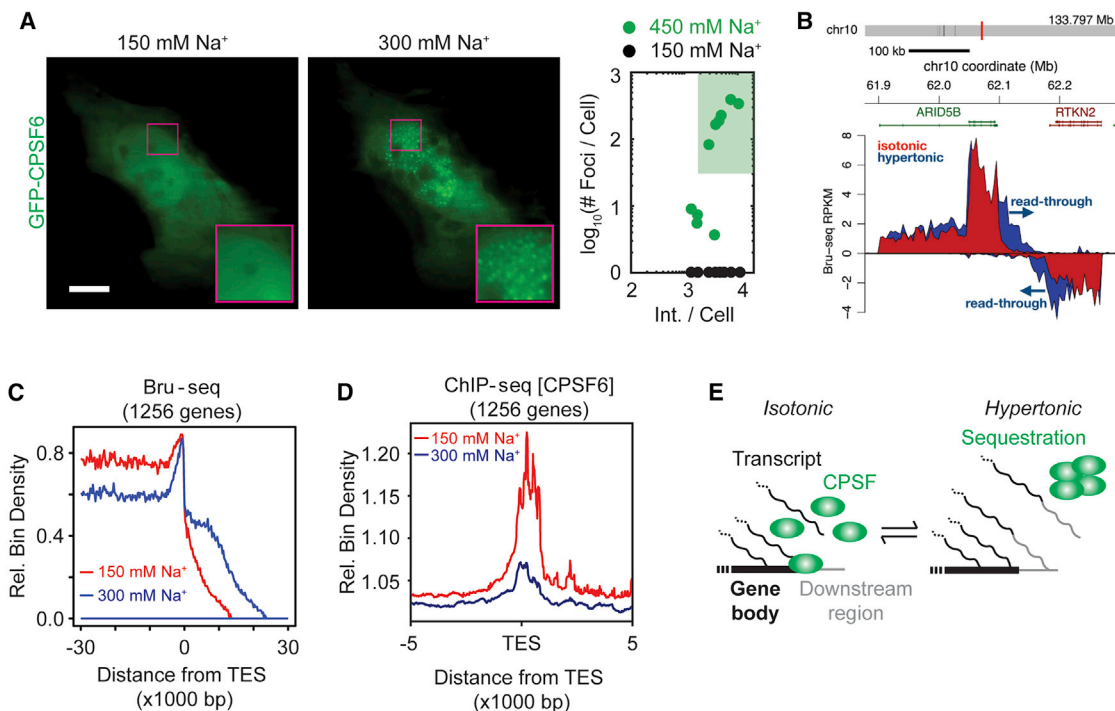 A
150 mM Na⁺
300 mM Na⁺
GFP-CPSF6
450 mM Na⁺
150 mM Na⁺
log₁₀(# Foci / Cell)
3
2
1
0
2
3
4
Int. / Cell
B
chr10
133.797 Mb
100 kb
chr10 coordinate (Mb)
61.9
62.0
62.1
62.2
ARID5B
RTKN2
isotonic
hypertonic
read-through
read-through
Bru-seq RPKM
8
6
4
2
0
−2
−4
C
Bru - seq
(1256 genes)
Rel. Bin Density
0.8
0.4
0.0
150 mM Na⁺
300 mM Na⁺
-30
0
30
Distance from TES
(x1000 bp)
D
ChIP-seq [CPSF6]
(1256 genes)
150 mM Na⁺
300 mM Na⁺
Rel. Bin Density
1.20
1.15
1.10
1.05
-5
TES
5
Distance from TES
(x1000 bp)
E
Isotonic
Hypertonic
Transcript
CPSF
Sequestration
Gene
body
Downstream
region